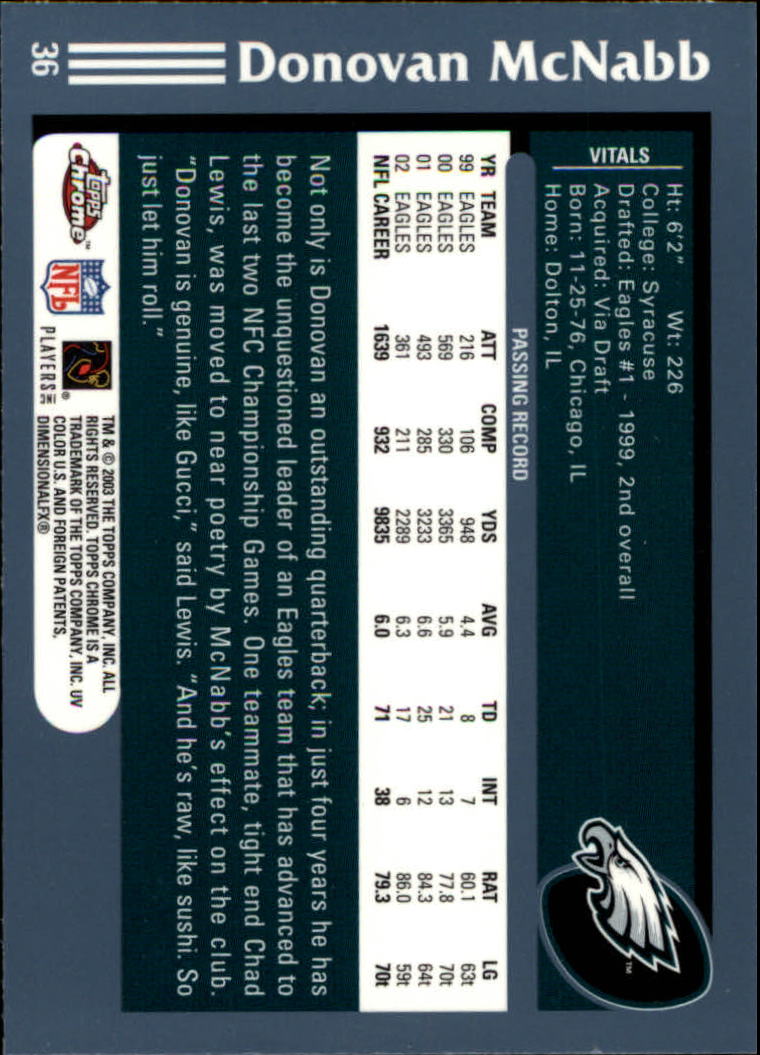 36
Donovan McNabb
VITALS
Ht: 6'2" Wt: 226
College: Syracuse
Drafted: Eagles #1 - 1999, 2nd overall
Acquired: Via Draft
Born: 11-25-76, Chicago, IL
Home: Dolton, IL
TM
PASSING RECORD
YR TEAM ATT COMP YDS AVG TD INT RAT LG
99 EAGLES 216 106 948 4.4 8 7 60.1 63t
00 EAGLES 569 330 3365 5.9 21 13 77.8 70t
01 EAGLES 493 285 3233 6.6 25 12 84.3 64t
02 EAGLES 361 211 2289 6.3 17 6 86.0 59t
NFL CAREER 1639 932 9835 6.0 71 38 79.3 70t
Not only is Donovan an outstanding quarterback; in just four years he has
become the unquestioned leader of an Eagles team that has advanced to
the last two NFC Championship Games. One teammate, tight end Chad
Lewis, was moved to near poetry by McNabb's effect on the club.
"Donovan is genuine, like Gucci," said Lewis. "And he's raw, like sushi. So
just let him roll."
Topps Chrome™
NFL
®
PLAYERS INC
TM & © 2003 THE TOPPS COMPANY, INC. ALL
RIGHTS RESERVED. TOPPS CHROME IS A
TRADEMARK OF THE TOPPS COMPANY, INC. UV
COLOR U.S. AND FOREIGN PATENTS,
DIMENSIONALFX®